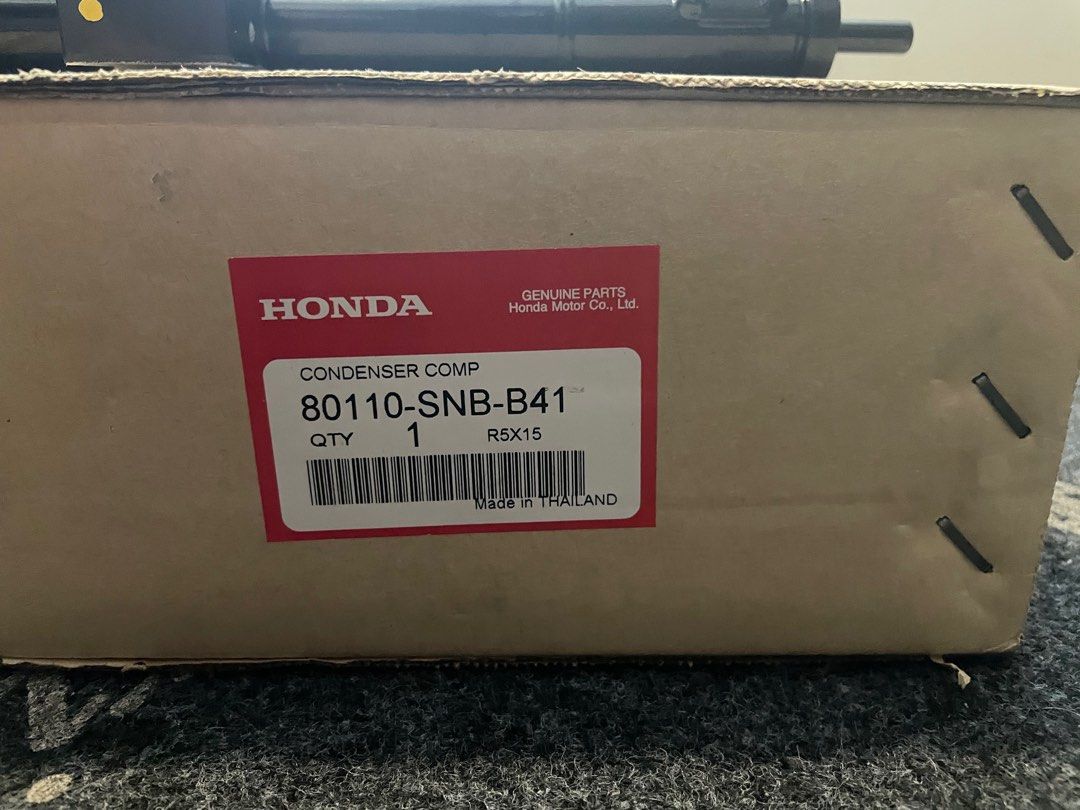 HONDA
GENUINE PARTS
Honda Motor Co., Ltd.
CONDENSER COMP
80110-SNB-B41
QTY 1 R5X15
Made in THAILAND